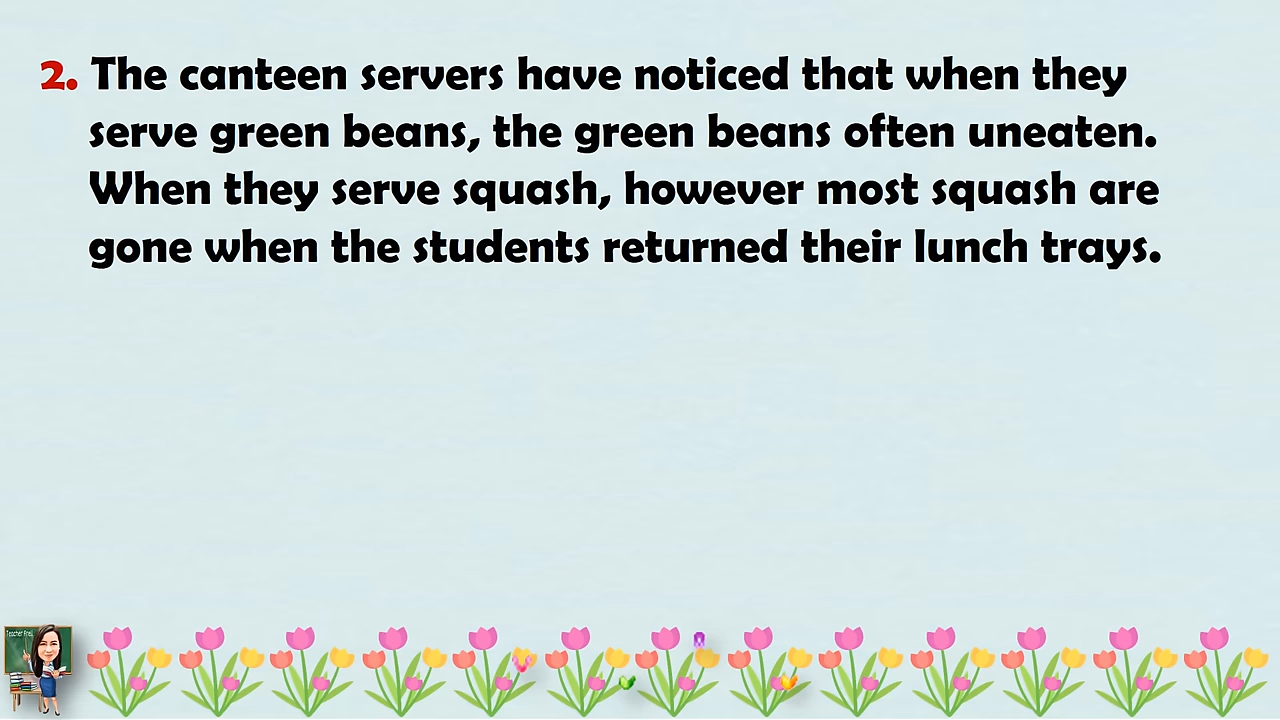 2. The canteen servers have noticed that when they
serve green beans, the green beans often uneaten.
When they serve squash, however most squash are
gone when the students returned their lunch trays.